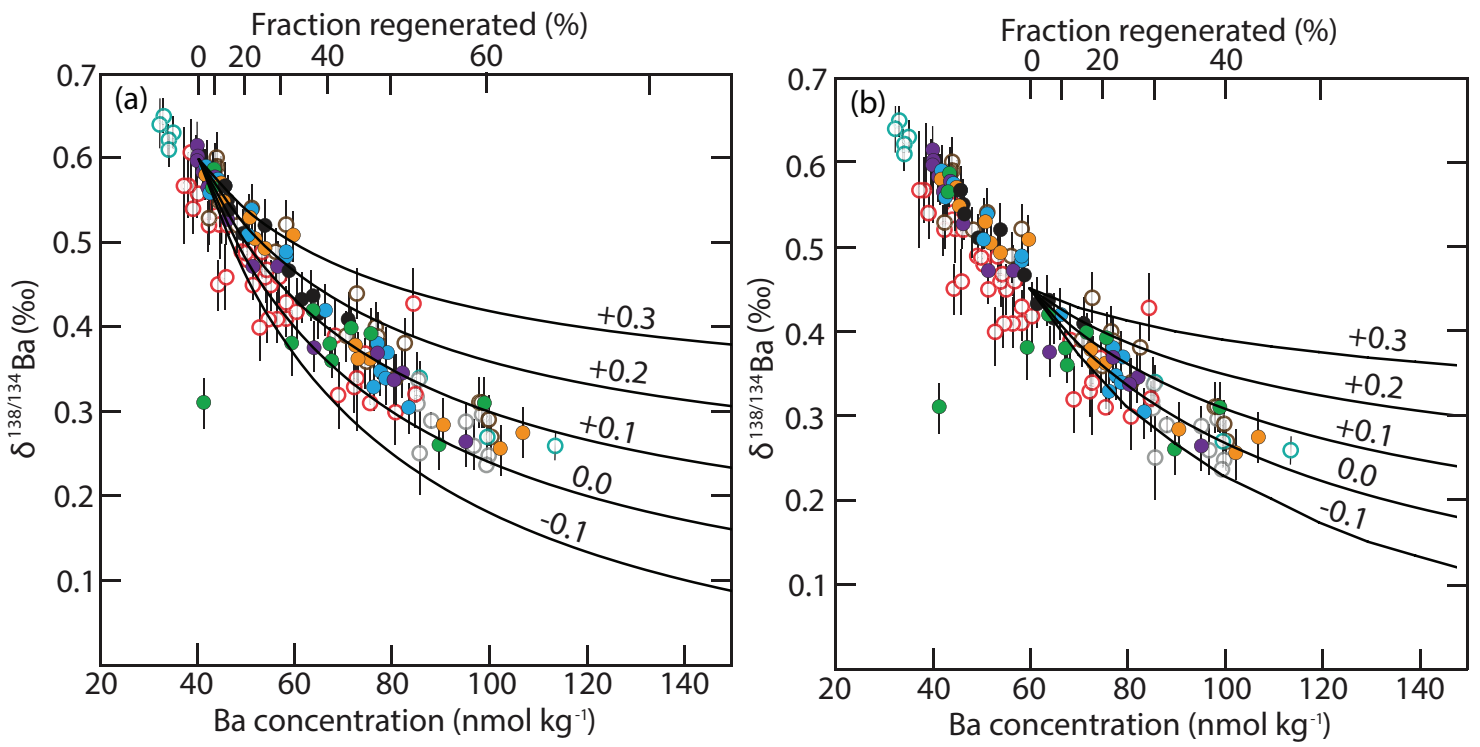 Fraction regenerated (%)
0 20 40 60
(a)
0.7
0.6
0.5
0.4
0.3
0.2
0.1
δ138/134Ba (‰)
+0.3
+0.2
+0.1
0.0
-0.1
20 40 60 80 100 120 140
Ba concentration (nmol kg-1)
Fraction regenerated (%)
0 20 40
(b)
0.7
0.6
0.5
0.4
0.3
0.2
0.1
δ138/134Ba (‰)
+0.3
+0.2
+0.1
0.0
-0.1
20 40 60 80 100 120 140
Ba concentration (nmol kg-1)